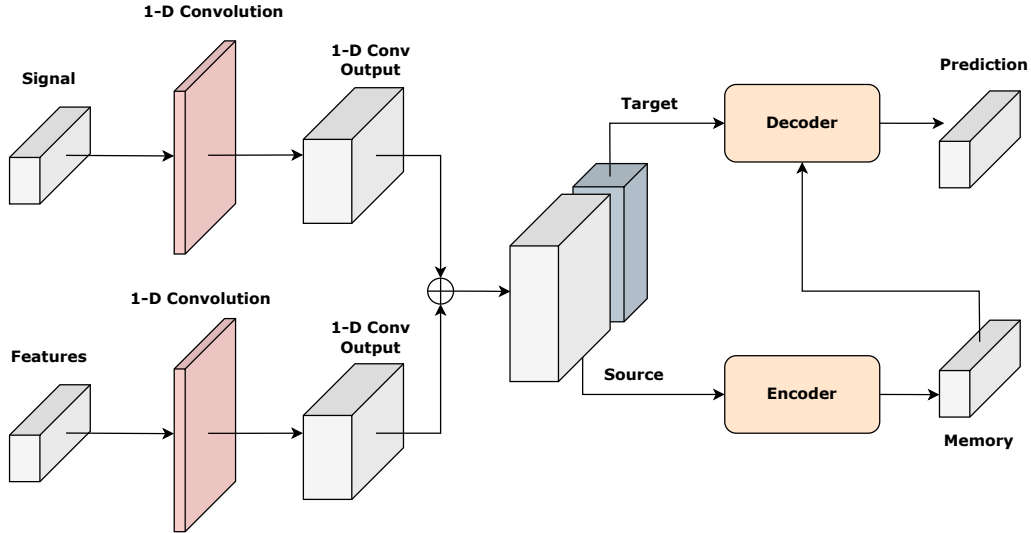 1-D Convolution
Signal
1-D Conv
Output
Target
Decoder
Prediction
1-D Convolution
Features
1-D Conv
Output
Source
Encoder
Memory